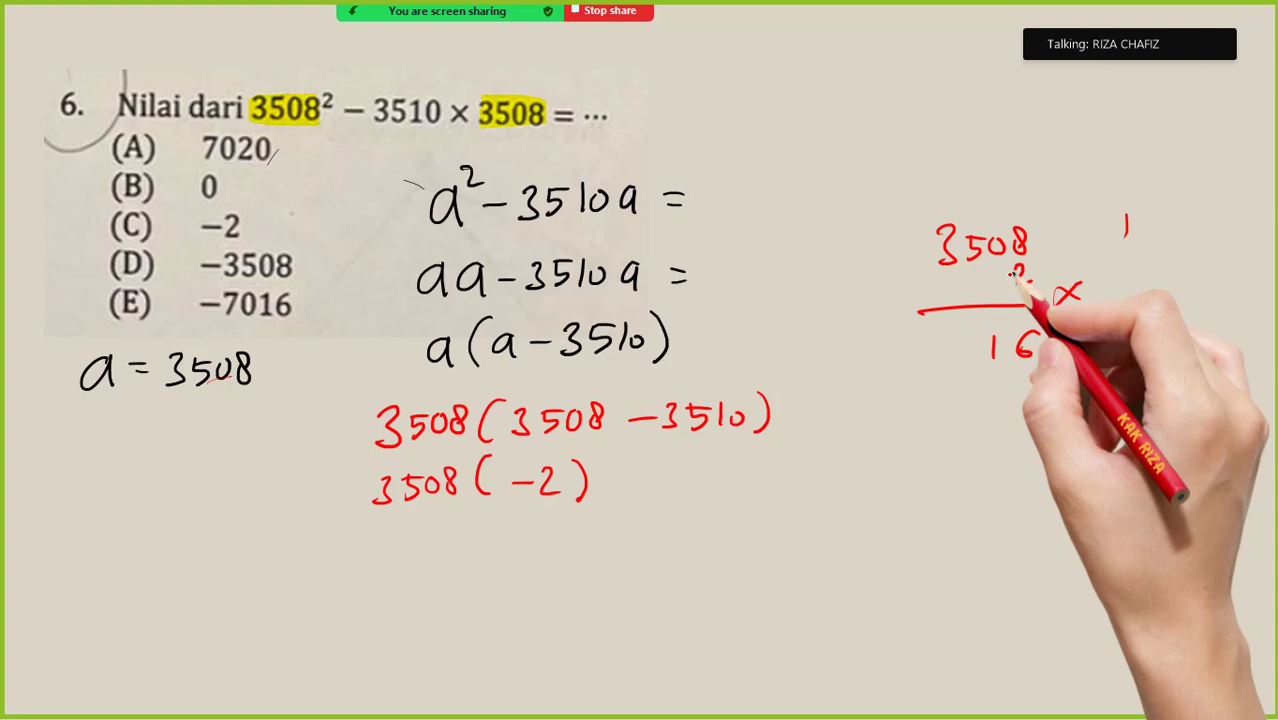 You are screen sharing
Stop share
Talking: RIZA CHAFIZ
6. Nilai dari 3508² − 3510 × 3508 = ...
(A) 7020
(B) 0
(C) −2
(D) −3508
(E) −7016
a = 3508
a² − 3510a =
aa − 3510a =
a(a − 3510)
3508(3508 − 3510)
3508(−2)
3508
×
16
1
KAK RIZA